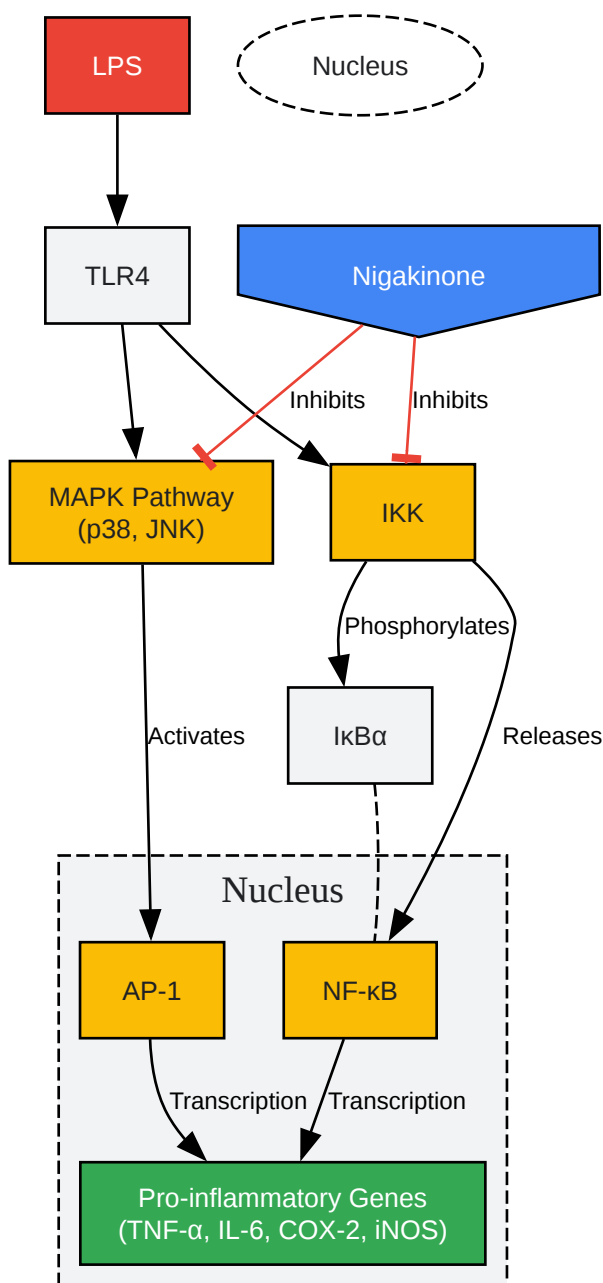 LPS
Nucleus
TLR4
Nigakinone
Inhibits
Inhibits
MAPK Pathway
(p38, JNK)
IKK
Phosphorylates
IκBα
Activates
Releases
Nucleus
AP-1
NF-κB
Transcription
Transcription
Pro-inflammatory Genes
(TNF-α, IL-6, COX-2, iNOS)